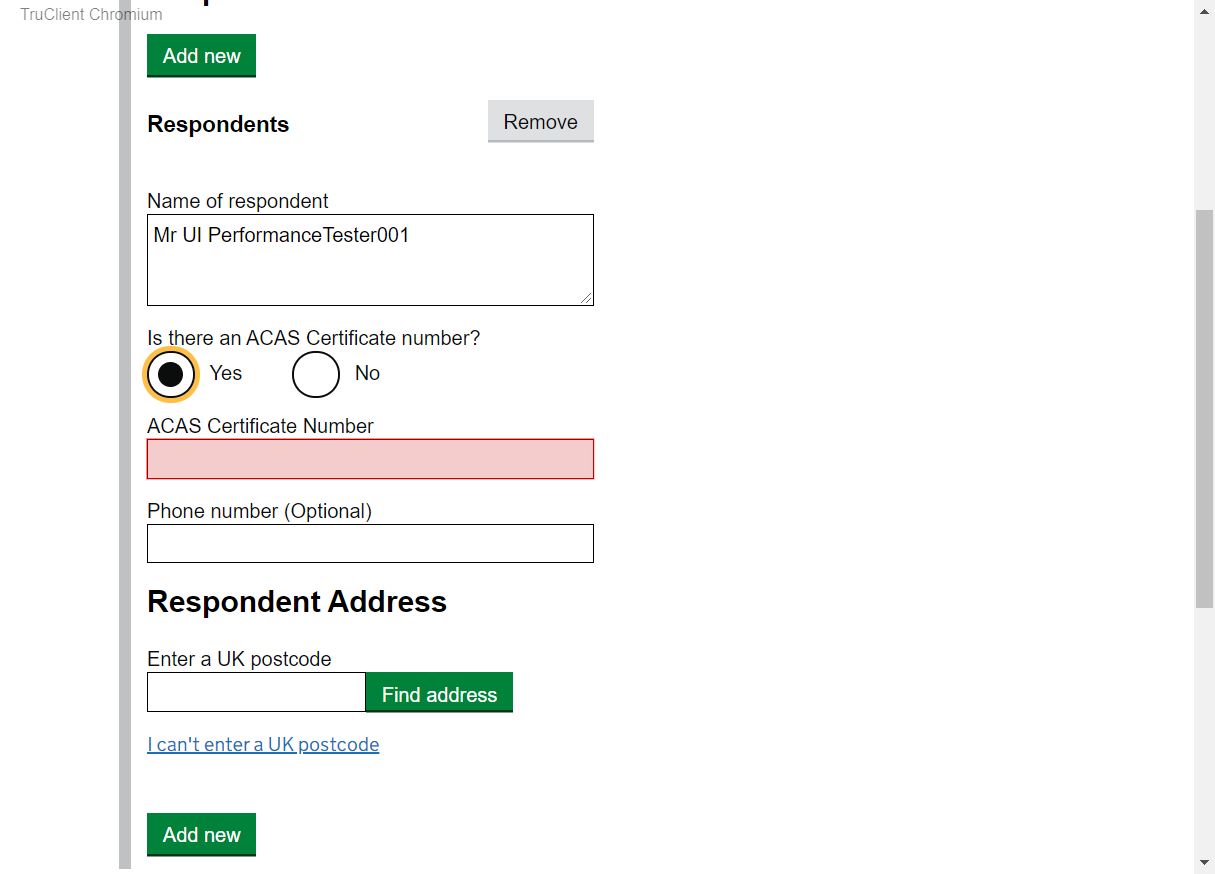 TruClient Chromium
Add new
Respondents
Remove
Name of respondent
Mr UI PerformanceTester001
Is there an ACAS Certificate number?
Yes No
ACAS Certificate Number
Phone number (Optional)
Respondent Address
Enter a UK postcode
Find address
I can't enter a UK postcode
Add new